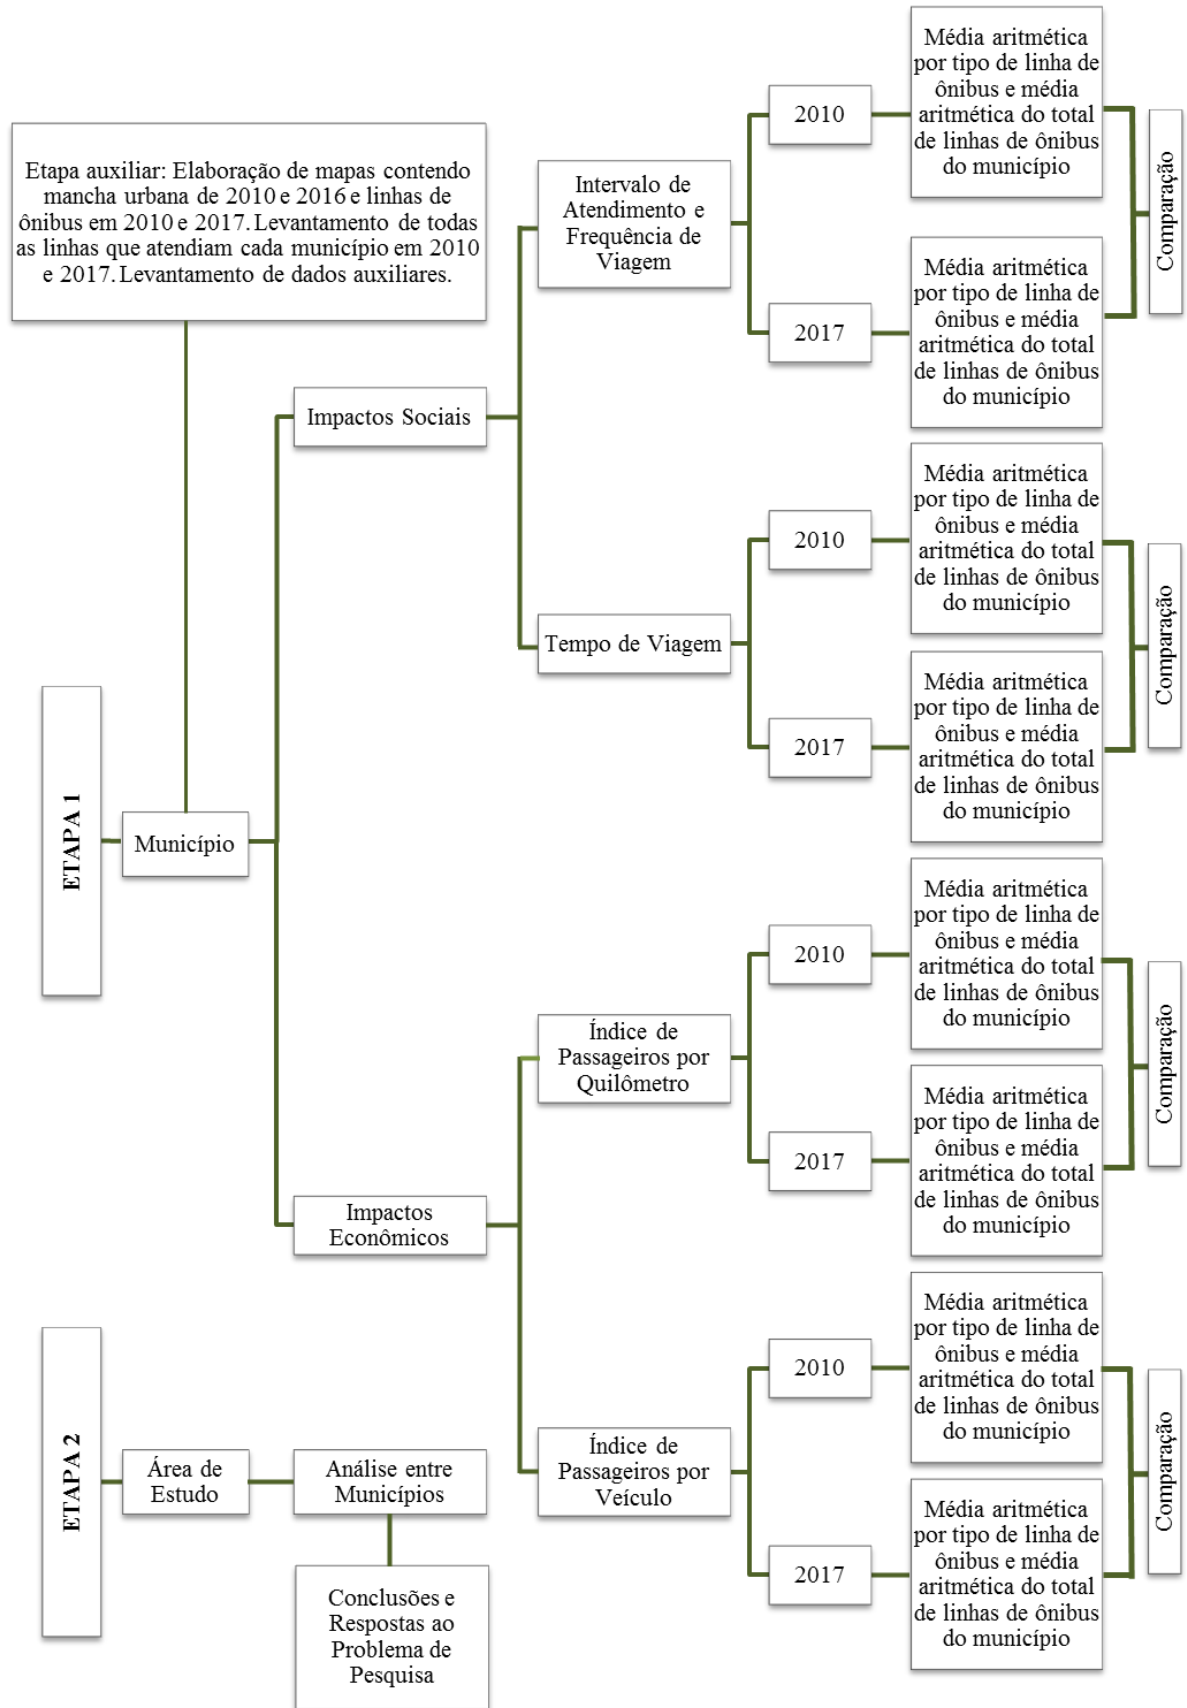 Etapa auxiliar: Elaboração de mapas contendo
mancha urbana de 2010 e 2016 e linhas de
ônibus em 2010 e 2017. Levantamento de todas
as linhas que atendiam cada município em 2010
e 2017. Levantamento de dados auxiliares.
ETAPA 1
Município
Impactos Sociais
Intervalo de
Atendimento e
Frequência de
Viagem
2010
Média aritmética
por tipo de linha de
ônibus e média
aritmética do total
de linhas de ônibus
do município
2017
Média aritmética
por tipo de linha de
ônibus e média
aritmética do total
de linhas de ônibus
do município
Comparação
Tempo de Viagem
2010
Média aritmética
por tipo de linha de
ônibus e média
aritmética do total
de linhas de ônibus
do município
2017
Média aritmética
por tipo de linha de
ônibus e média
aritmética do total
de linhas de ônibus
do município
Comparação
Impactos
Econômicos
Índice de
Passageiros por
Quilômetro
2010
Média aritmética
por tipo de linha de
ônibus e média
aritmética do total
de linhas de ônibus
do município
2017
Média aritmética
por tipo de linha de
ônibus e média
aritmética do total
de linhas de ônibus
do município
Comparação
Índice de
Passageiros por
Veículo
2010
Média aritmética
por tipo de linha de
ônibus e média
aritmética do total
de linhas de ônibus
do município
2017
Média aritmética
por tipo de linha de
ônibus e média
aritmética do total
de linhas de ônibus
do município
Comparação
ETAPA 2
Área de
Estudo
Análise entre
Municípios
Conclusões e
Respostas ao
Problema de
Pesquisa